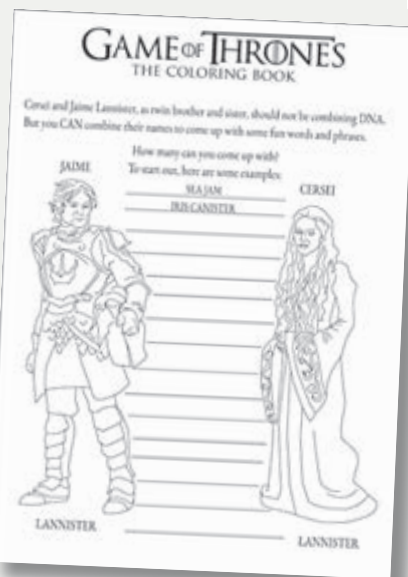 GAME OF THRONES
THE COLORING BOOK
Cersei and Jaime Lannister, as twin brother and sister, should not be combining DNA.
But you CAN combine their names to come up with some fun words and phrases.
How many can you come up with?
To start out, here are some examples:
JAIME
SEA JAM
CERSEI
IRIS CANISTER
LANNISTER
LANNISTER